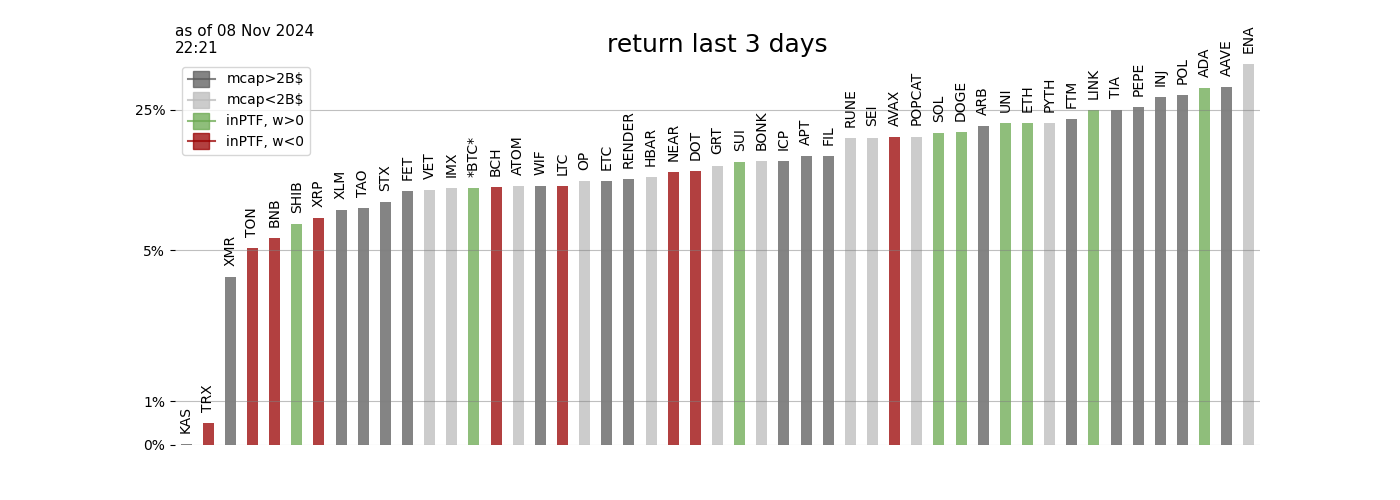 as of 08 Nov 2024
22:21
return last 3 days
mcap>2B$
mcap<2B$
inPTF, w>0
inPTF, w<0
25%
5%
1%
0%
KAS
TRX
XMR
TON
BNB
SHIB
XRP
XLM
TAO
STX
FET
VET
IMX
*BTC*
BCH
ATOM
WIF
LTC
OP
ETC
RENDER
HBAR
NEAR
DOT
GRT
SUI
BONK
ICP
APT
FIL
RUNE
SEI
AVAX
POPCAT
SOL
DOGE
ARB
UNI
ETH
PYTH
FTM
LINK
TIA
PEPE
INJ
POL
ADA
AAVE
ENA